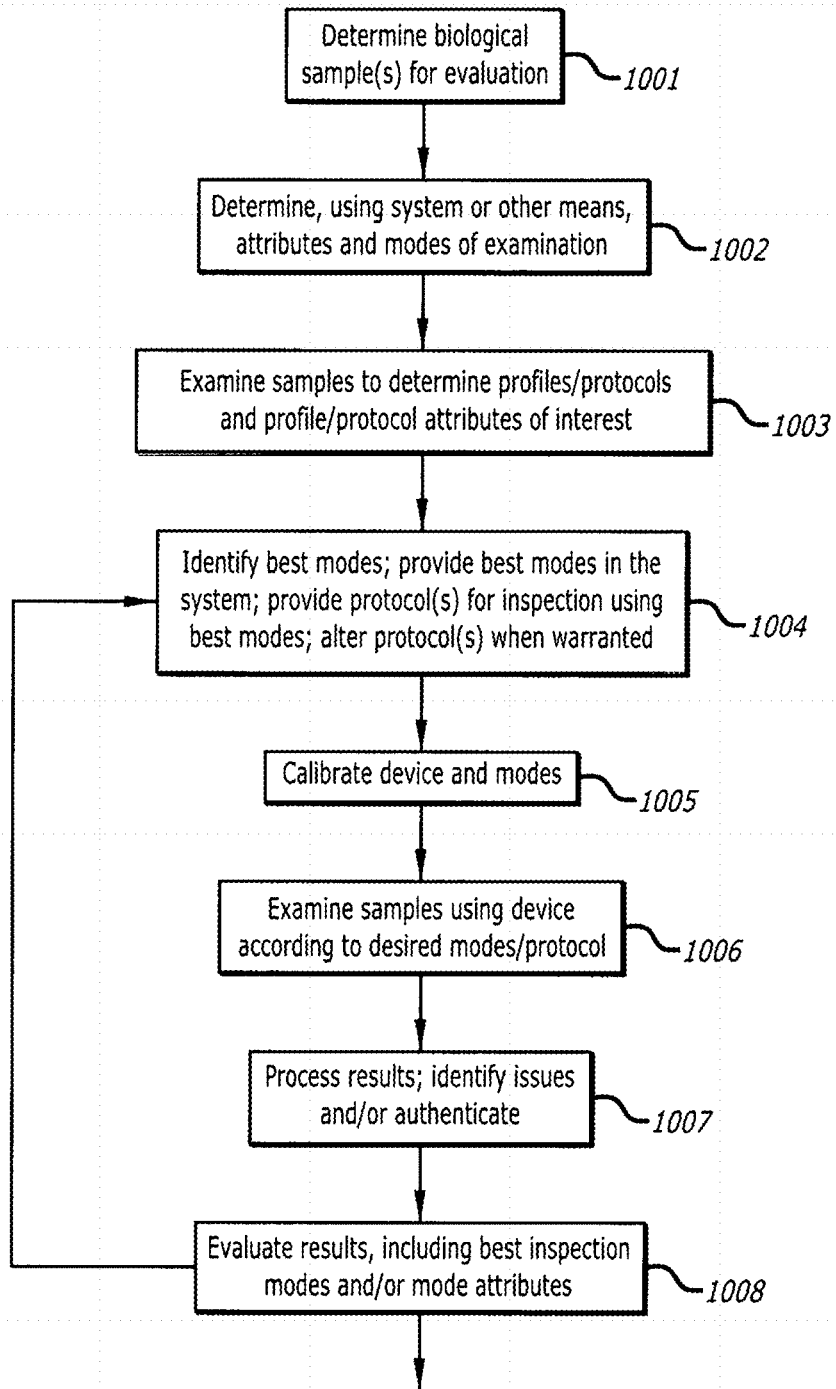 Determine biological
sample(s) for evaluation
1001
Determine, using system or other means,
attributes and modes of examination
1002
Examine samples to determine profiles/protocols
and profile/protocol attributes of interest
1003
Identify best modes; provide best modes in the
system; provide protocol(s) for inspection using
best modes; alter protocol(s) when warranted
1004
Calibrate device and modes
1005
Examine samples using device
according to desired modes/protocol
1006
Process results; identify issues
and/or authenticate
1007
Evaluate results, including best inspection
modes and/or mode attributes
1008